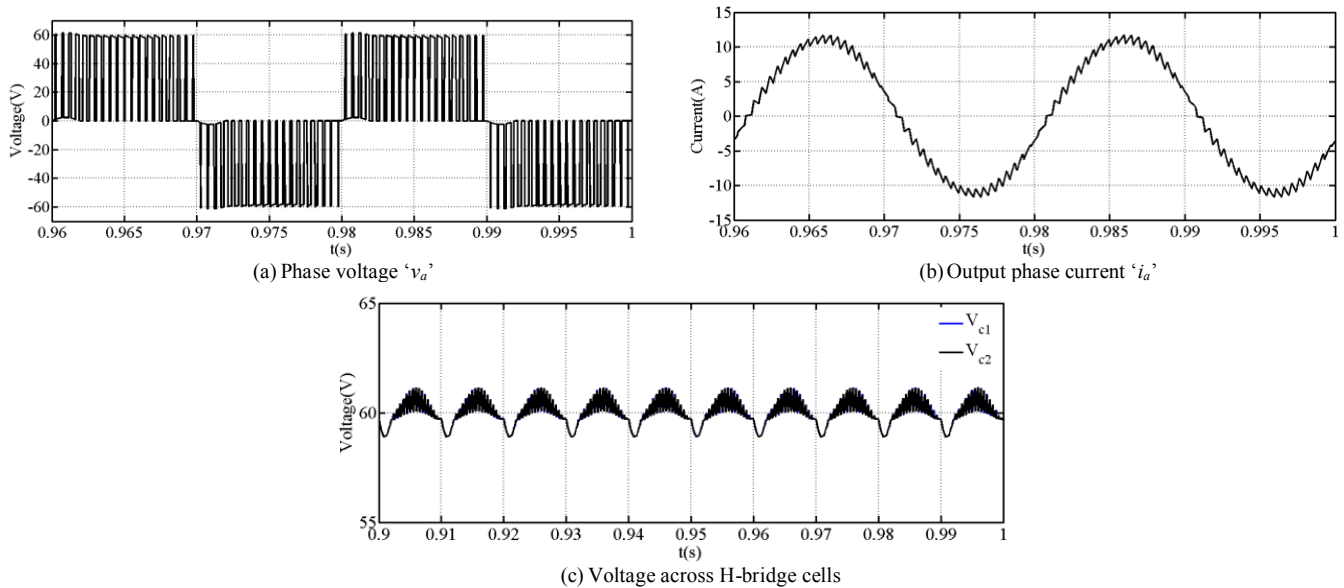 60
40
20
0
-20
-40
-60
Voltage(V)
0.96 0.965 0.97 0.975 0.98 0.985 0.99 0.995 1
t(s)
(a) Phase voltage ‘va’
15
10
5
0
-5
-10
-15
Current(A)
0.96 0.965 0.97 0.975 0.98 0.985 0.99 0.995 1
t(s)
(b) Output phase current ‘ia’
65
60
55
Voltage(V)
Vc1
Vc2
0.9 0.91 0.92 0.93 0.94 0.95 0.96 0.97 0.98 0.99 1
t(s)
(c) Voltage across H-bridge cells